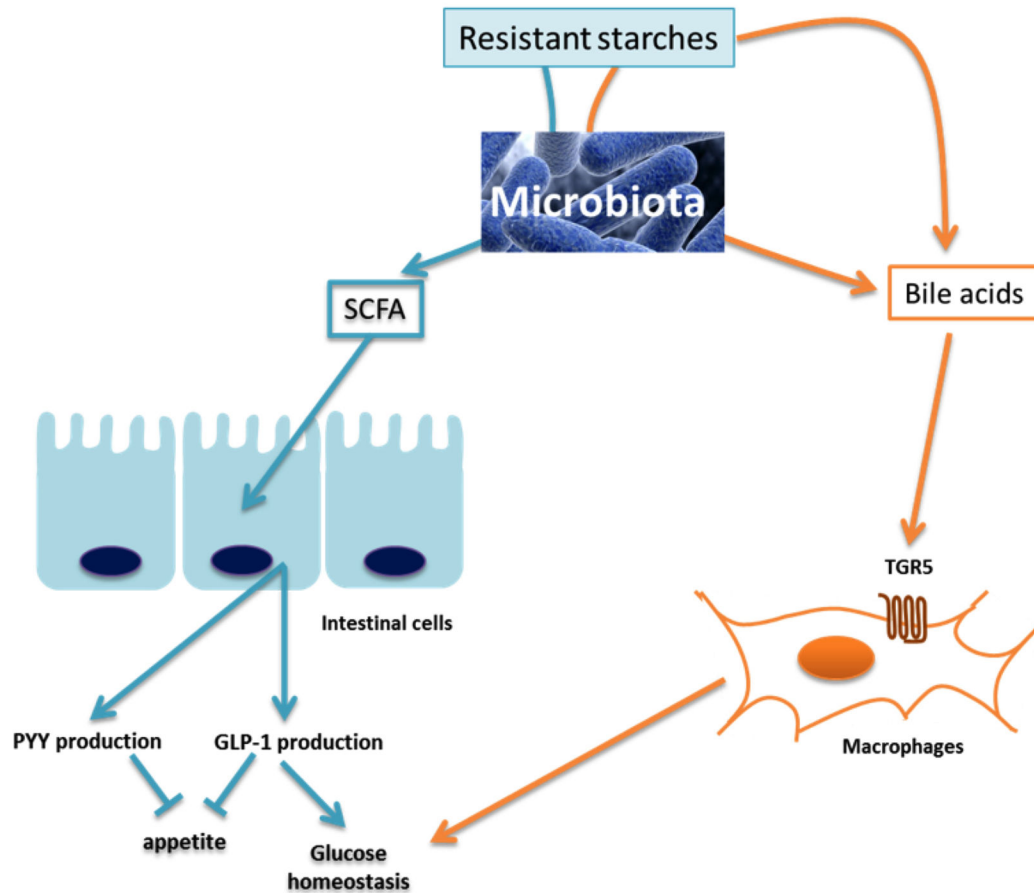 Resistant starches
Microbiota
SCFA
Bile acids
TGR5
Intestinal cells
PYY production
GLP-1 production
Macrophages
appetite
Glucose
homeostasis